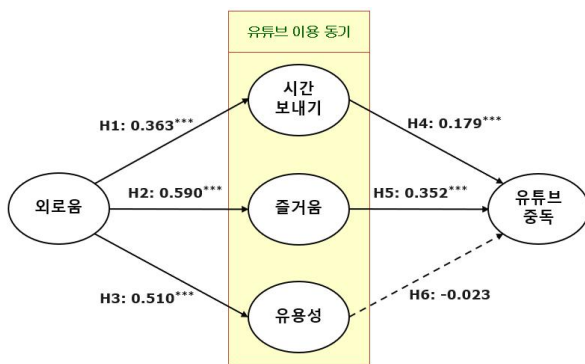 유튜브 이용 동기
시간
보내기
H1: 0.363***
H4: 0.179***
외로움
H2: 0.590***
즐거움
H5: 0.352***
유튜브
중독
H3: 0.510***
유용성
H6: -0.023